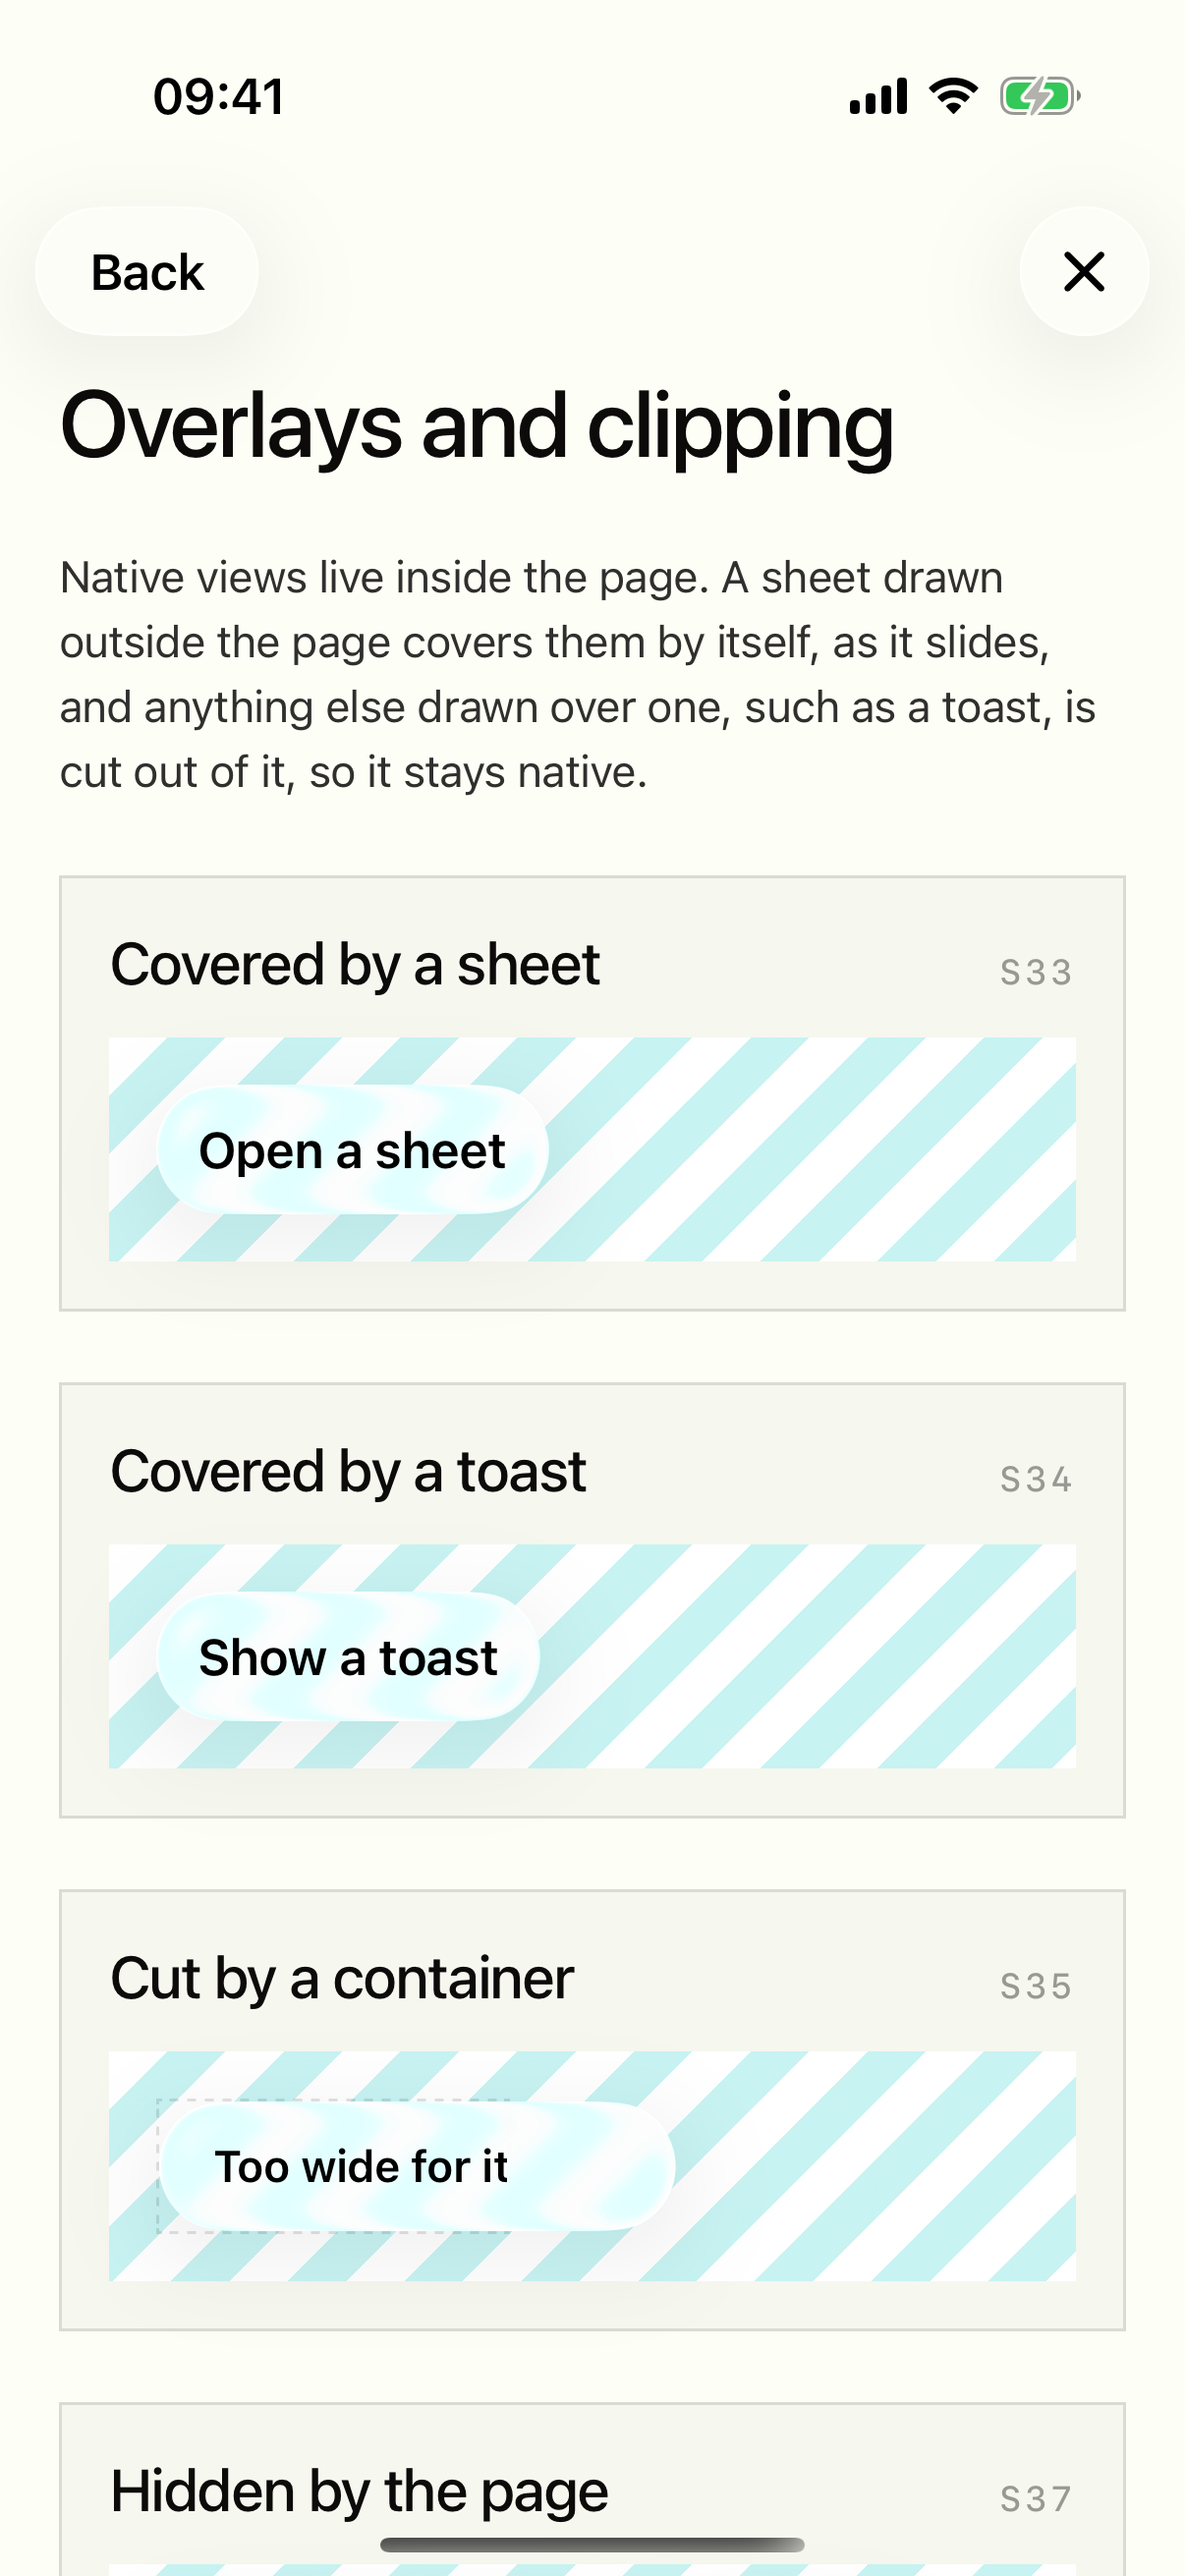 09:41
Back
Overlays and clipping
Native views live inside the page. A sheet drawn
outside the page covers them by itself, as it slides,
and anything else drawn over one, such as a toast, is
cut out of it, so it stays native.
Covered by a sheet S33
Open a sheet
Covered by a toast S34
Show a toast
Cut by a container S35
Too wide for it
Hidden by the page S37